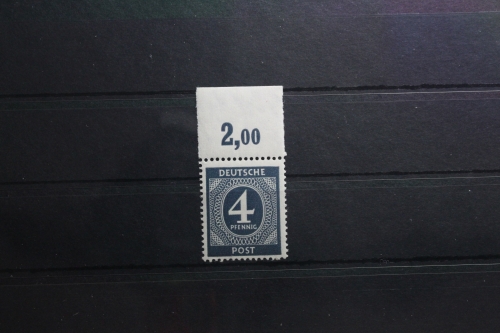 2,00
DEUTSCHE
4
PFENNIG
POST